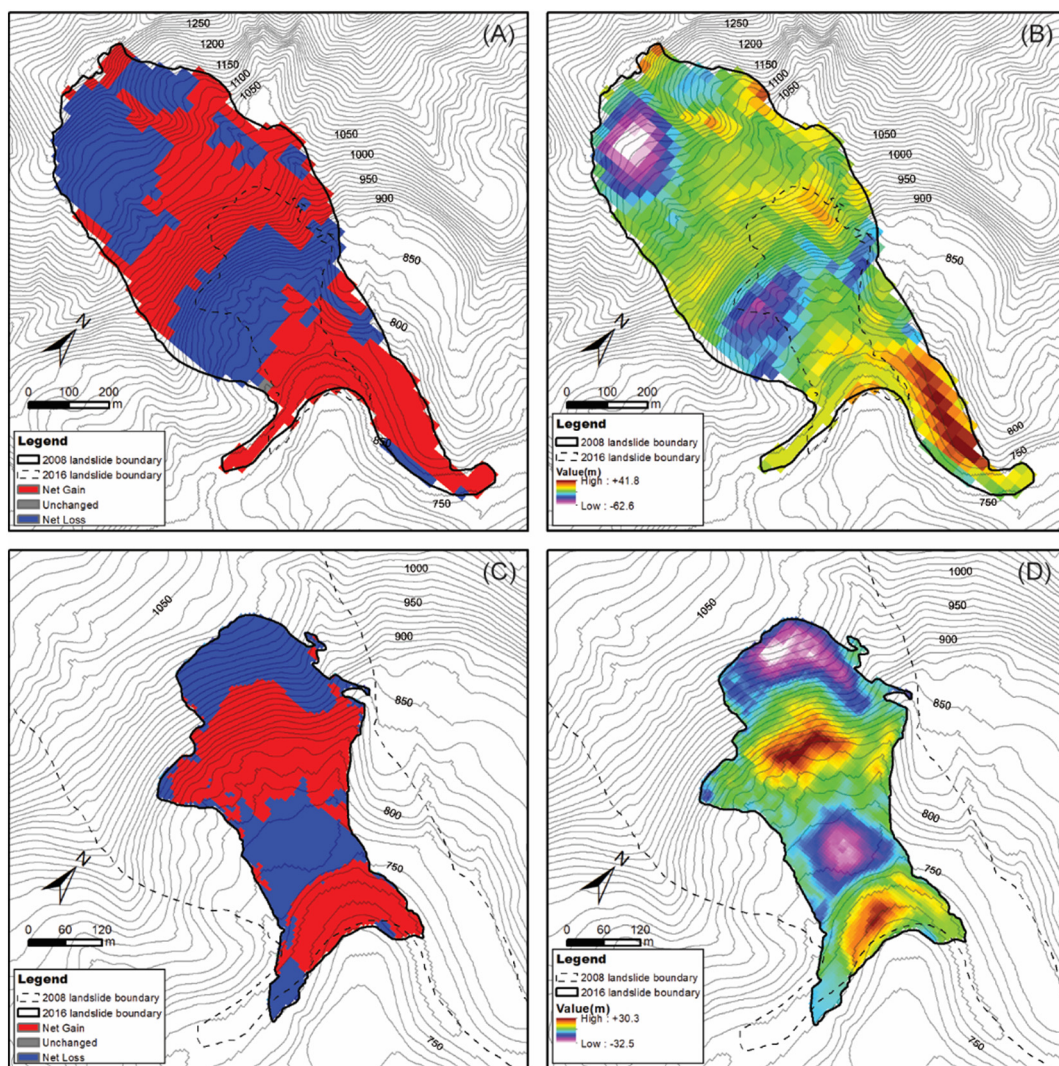 (A)
1250
1200
1150
1100
1050
1050
1000
950
900
850
800
850
750
N
0 100 200
m
Legend
2008 landslide boundary
2016 landslide boundary
Net Gain
Unchanged
Net Loss
(B)
1250
1200
1150
1100
1050
1050
1000
950
900
850
800
800
750
750
N
0 100 200
m
Legend
2008 landslide boundary
2016 landslide boundary
Value(m)
High : +41.8
Low : -62.6
(C)
1000
1050
950
900
850
800
750
750
N
0 60 120
m
Legend
2008 landslide boundary
2016 landslide boundary
Net Gain
Unchanged
Net Loss
(D)
1000
1050
950
900
850
800
750
750
N
0 60 120
m
Legend
2008 landslide boundary
2016 landslide boundary
Value(m)
High : +30.3
Low : -32.5